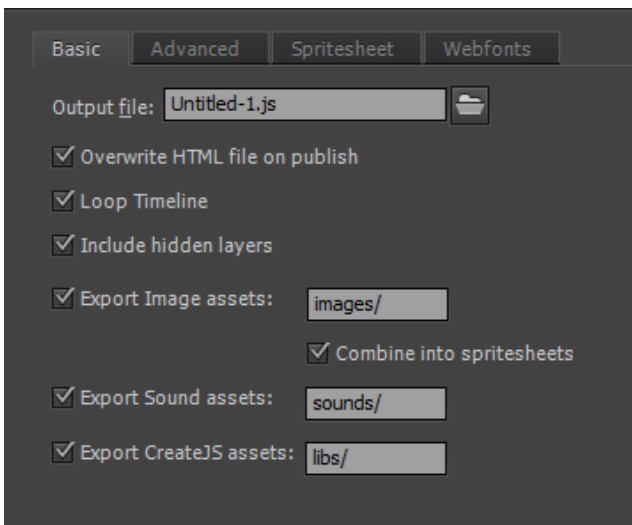 Basic Advanced Spritesheet Webfonts
Output file: Untitled-1.js
Overwrite HTML file on publish
Loop Timeline
Include hidden layers
Export Image assets: images/
Combine into spritesheets
Export Sound assets: sounds/
Export CreateJS assets: libs/